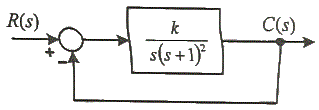 R(s)
C(s)
k
s(s+1)²
+
−